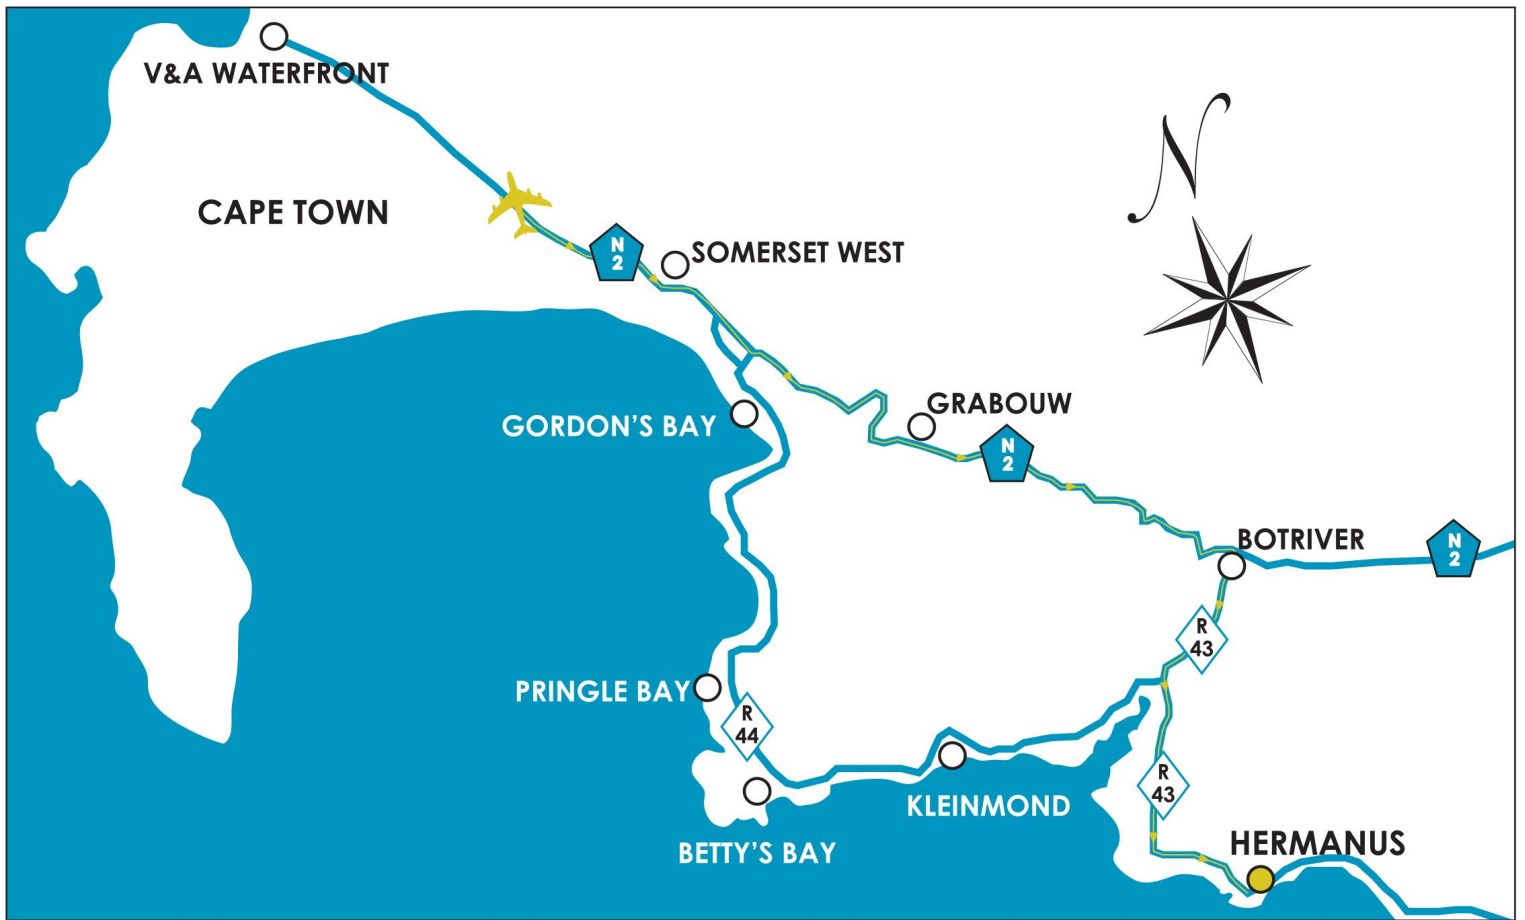 V&A WATERFRONT
N
CAPE TOWN
N
2
SOMERSET WEST
GRABOUW
GORDON'S BAY
N
2
BOTRIVER
N
2
R
43
PRINGLE BAY
R
44
R
43
KLEINMOND
BETTY'S BAY
HERMANUS